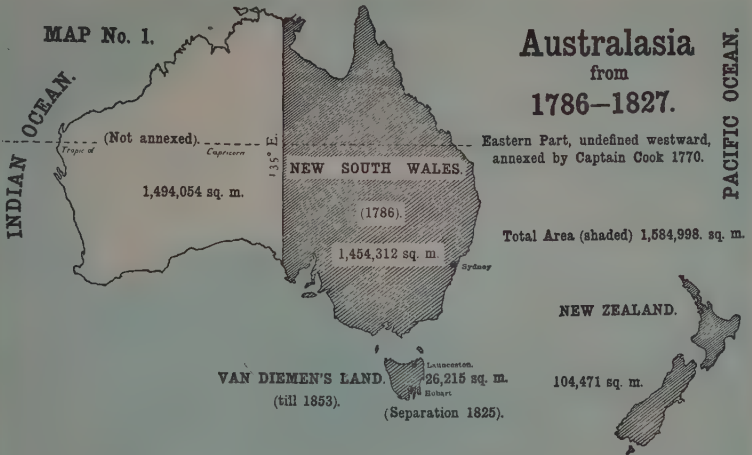 MAP No. 1.
Australasia
from
1786–1827.
Eastern Part, undefined westward,
annexed by Captain Cook 1770.
PACIFIC OCEAN.
INDIAN OCEAN.
(Not annexed).
Tropic of Capricorn
1,494,054 sq. m.
135° E.
NEW SOUTH WALES.
(1786).
1,454,312 sq. m.
Sydney
Total Area (shaded) 1,584,998. sq. m.
NEW ZEALAND.
104,471 sq. m.
VAN DIEMEN'S LAND.
(till 1853).
Launceston.
26,215 sq. m.
Hobart
(Separation 1825).